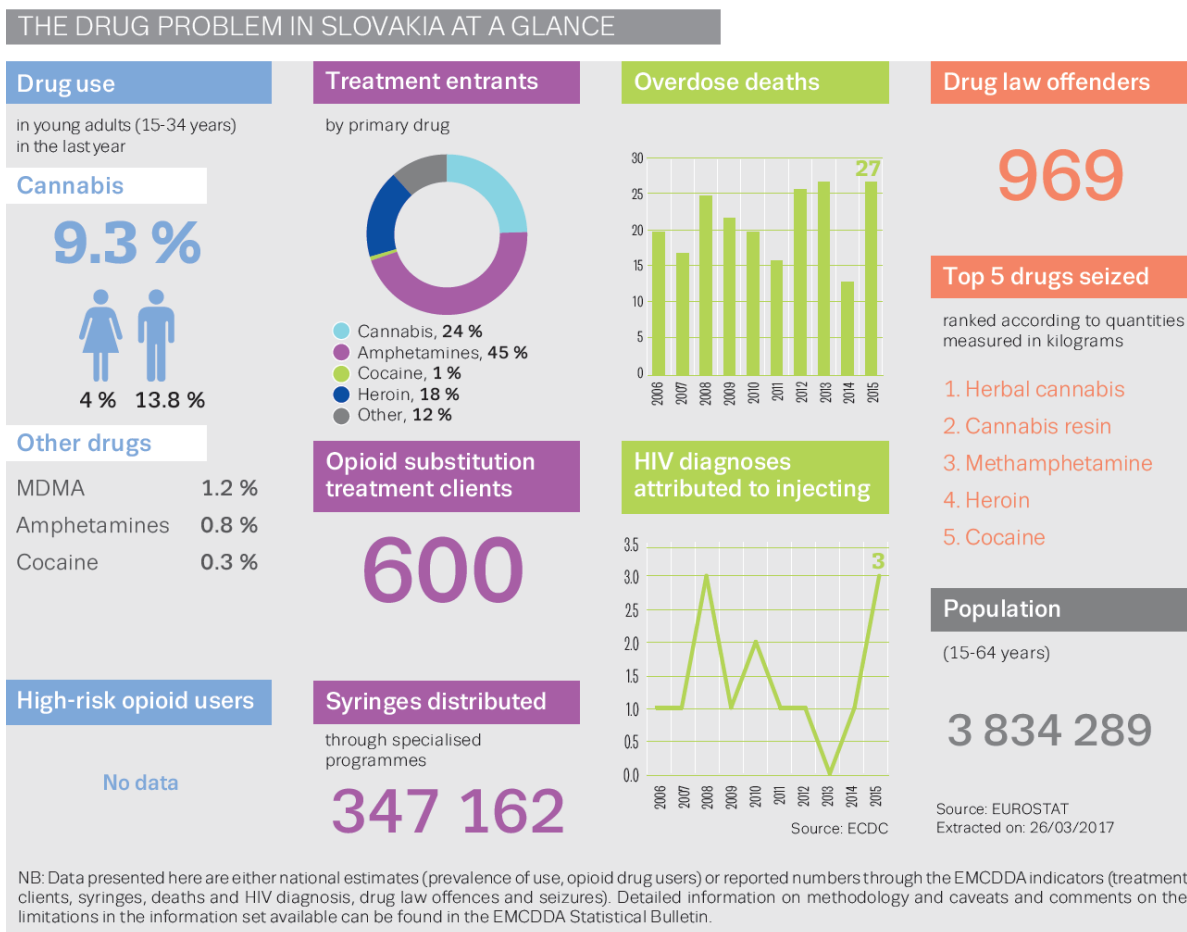 THE DRUG PROBLEM IN SLOVAKIA AT A GLANCE
Drug use
in young adults (15-34 years)
in the last year
Cannabis
9.3 %
4 % 13.8 %
Other drugs
MDMA 1.2 %
Amphetamines 0.8 %
Cocaine 0.3 %
High-risk opioid users
No data
Treatment entrants
by primary drug
Cannabis, 24 %
Amphetamines, 45 %
Cocaine, 1 %
Heroin, 18 %
Other, 12 %
Opioid substitution
treatment clients
600
Syringes distributed
through specialised
programmes
347 162
Overdose deaths
30
25
20
15
10
5
0
27
2006 2007 2008 2009 2010 2011 2012 2013 2014 2015
HIV diagnoses
attributed to injecting
3.5
3.0
2.5
2.0
1.5
1.0
0.5
0.0
3
2006 2007 2008 2009 2010 2011 2012 2013 2014 2015
Source: ECDC
Drug law offenders
969
Top 5 drugs seized
ranked according to quantities
measured in kilograms
1. Herbal cannabis
2. Cannabis resin
3. Methamphetamine
4. Heroin
5. Cocaine
Population
(15-64 years)
3 834 289
Source: EUROSTAT
Extracted on: 26/03/2017
NB: Data presented here are either national estimates (prevalence of use, opioid drug users) or reported numbers through the EMCDDA indicators (treatment
clients, syringes, deaths and HIV diagnosis, drug law offences and seizures). Detailed information on methodology and caveats and comments on the
limitations in the information set available can be found in the EMCDDA Statistical Bulletin.